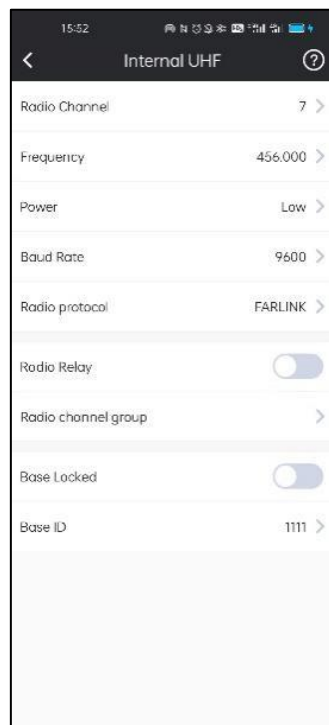 15:52
Internal UHF
Radio Channel 7
Frequency 456.000
Power Low
Baud Rate 9600
Radio protocol FARLINK
Rodio Relay
Radio channel group
Base Locked
Base ID 1111